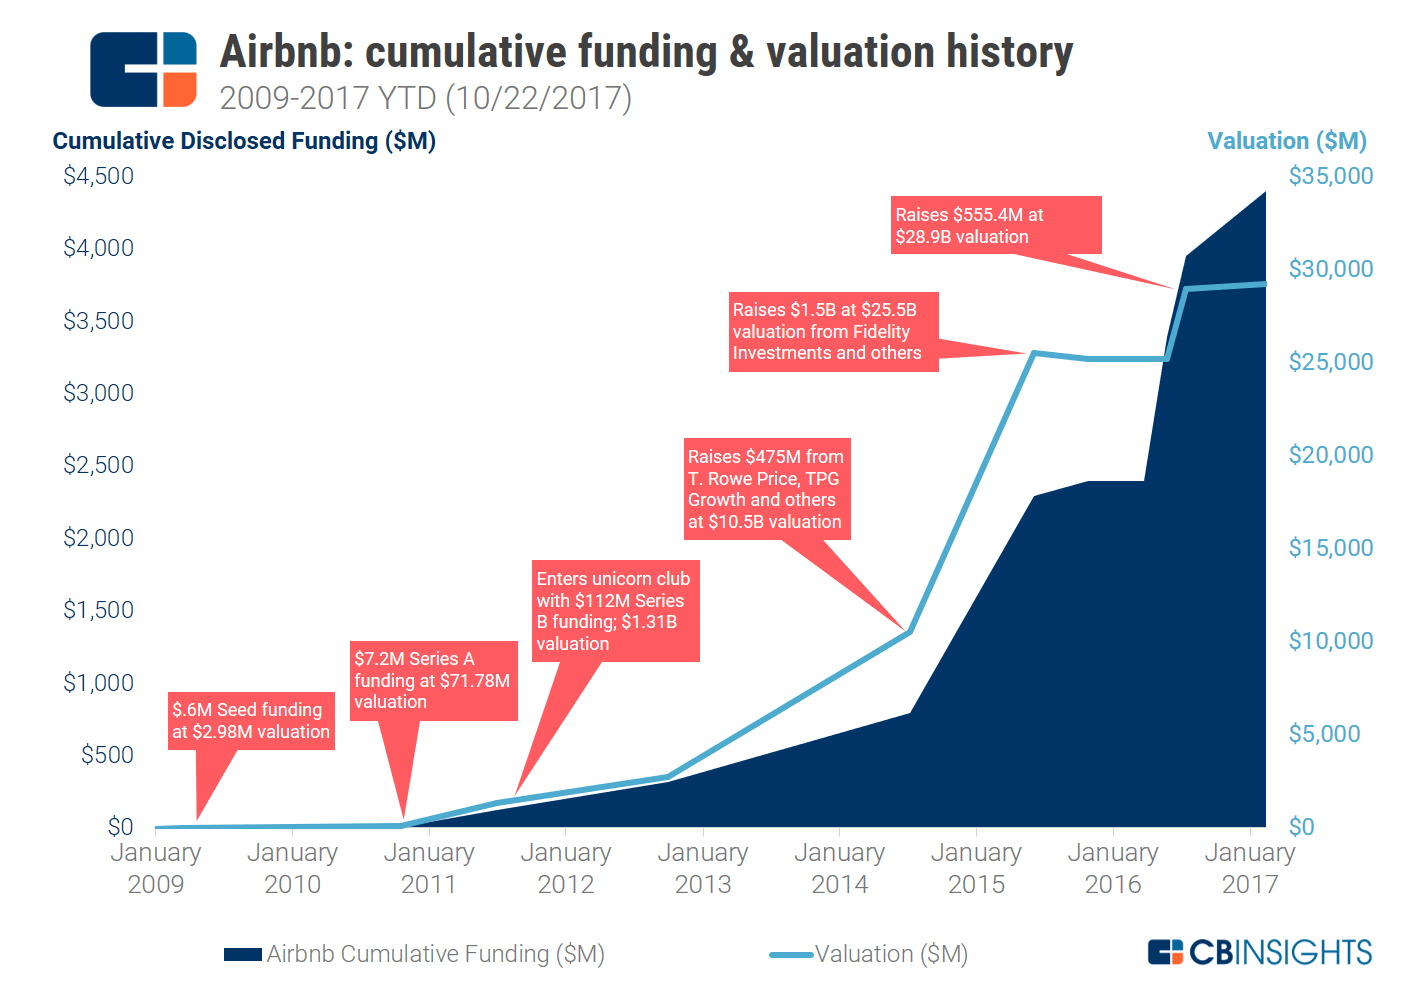 Airbnb: cumulative funding & valuation history
2009-2017 YTD (10/22/2017)
Cumulative Disclosed Funding ($M)
Valuation ($M)
$4,500
$4,000
$3,500
$3,000
$2,500
$2,000
$1,500
$1,000
$500
$0
$35,000
$30,000
$25,000
$20,000
$15,000
$10,000
$5,000
$0
$.6M Seed funding
at $2.98M valuation
$7.2M Series A
funding at $71.78M
valuation
Enters unicorn club
with $112M Series
B funding; $1.31B
valuation
Raises $475M from
T. Rowe Price, TPG
Growth and others
at $10.5B valuation
Raises $1.5B at $25.5B
valuation from Fidelity
Investments and others
Raises $555.4M at
$28.9B valuation
January
2009
January
2010
January
2011
January
2012
January
2013
January
2014
January
2015
January
2016
January
2017
Airbnb Cumulative Funding ($M)
Valuation ($M)
CBINSIGHTS